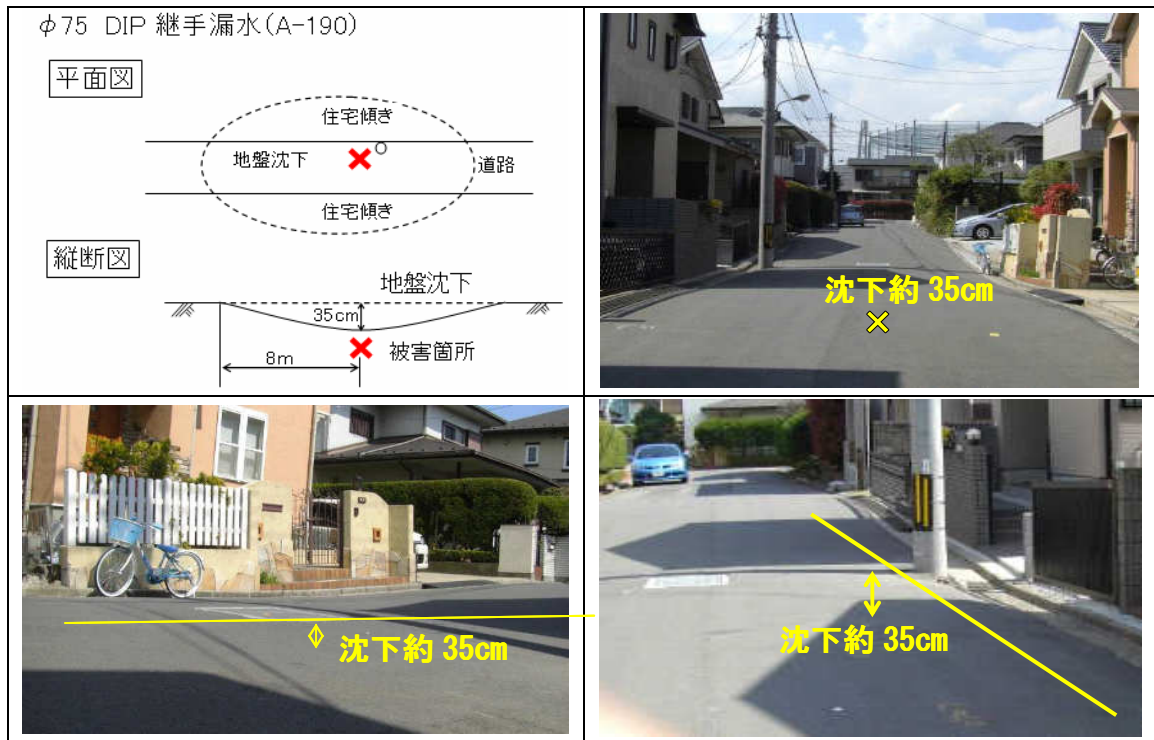 φ75 DIP 継手漏水(A-190)
平面図
住宅傾き
地盤沈下
道路
住宅傾き
縦断図
地盤沈下
35cm
8m
被害箇所
沈下約 35cm
沈下約 35cm
沈下約 35cm